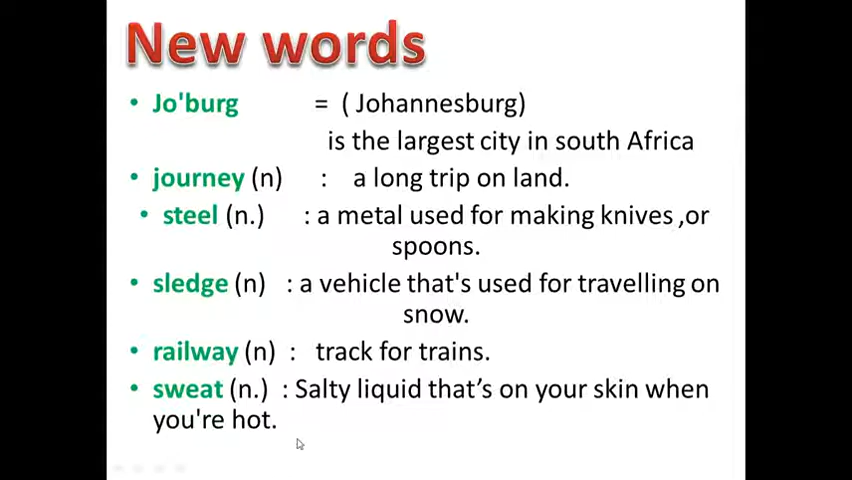 New words
• Jo'burg = ( Johannesburg)
is the largest city in south Africa
• journey (n) : a long trip on land.
• steel (n.) : a metal used for making knives ,or
spoons.
• sledge (n) : a vehicle that's used for travelling on
snow.
• railway (n) : track for trains.
• sweat (n.) : Salty liquid that’s on your skin when
you're hot.